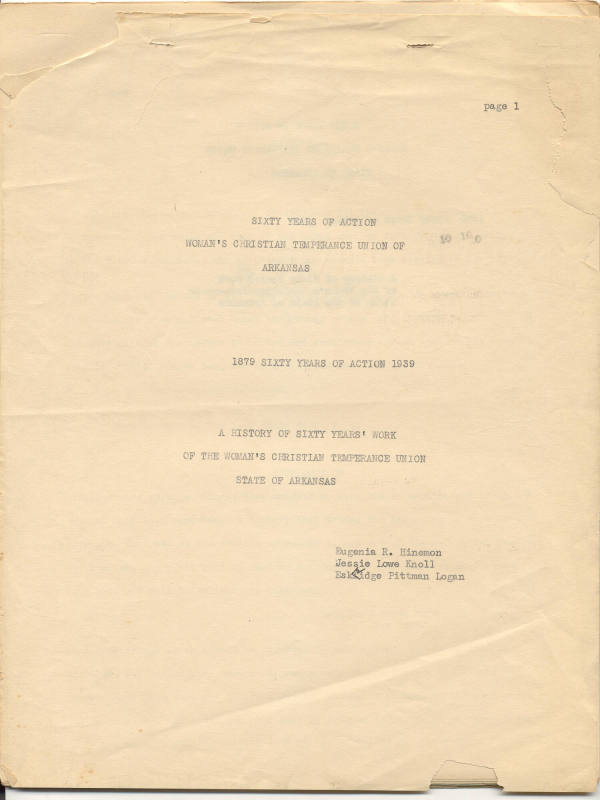 page 1
SIXTY YEARS OF ACTION
WOMAN'S CHRISTIAN TEMPERANCE UNION OF
ARKANSAS
1879 SIXTY YEARS OF ACTION 1939
A HISTORY OF SIXTY YEARS' WORK
OF THE WOMAN'S CHRISTIAN TEMPERANCE UNION
STATE OF ARKANSAS
Eugenia R. Hinemon
Jessie Lowe Knoll
Eskridge Pittman Logan